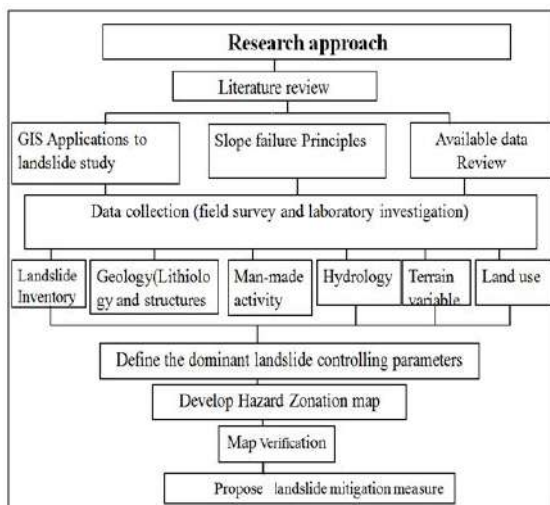 Research approach
Literature review
GIS Applications to
landslide study
Slope failure Principles
Available data
Review
Data collection (field survey and laboratory investigation)
Landslide
Inventory
Geology(Lithiolo
gy and structures
Man-made
activity
Hydrology
Terrain
variable
Land use
Define the dominant landslide controlling parameters
Develop Hazard Zonation map
Map Verification
Propose landslide mitigation measure